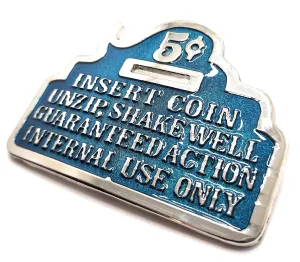 5¢
INSERT COIN
UNZIP, SHAKE WELL
GUARANTEED ACTION
INTERNAL USE ONLY